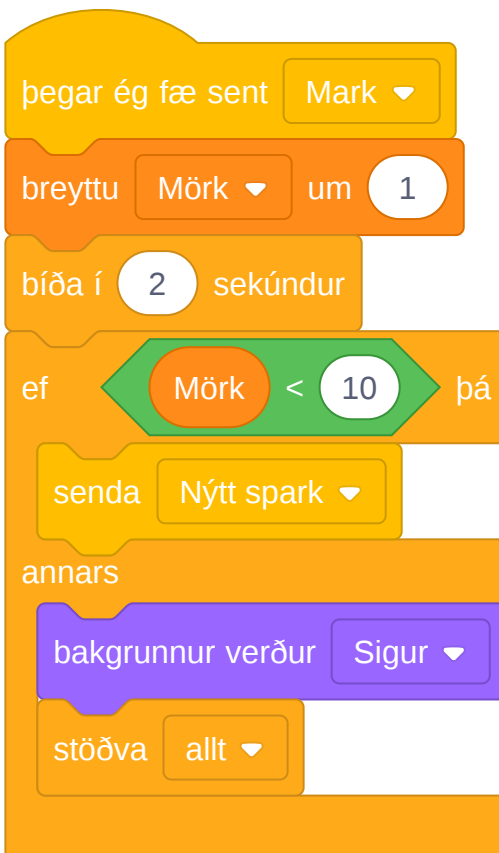 þegar ég fæ sent Mark
breyttu Mörk um 1
bíða í 2 sekúndur
ef Mörk < 10 þá
senda Nýtt spark
annars
bakgrunnur verður Sigur
stöðva allt